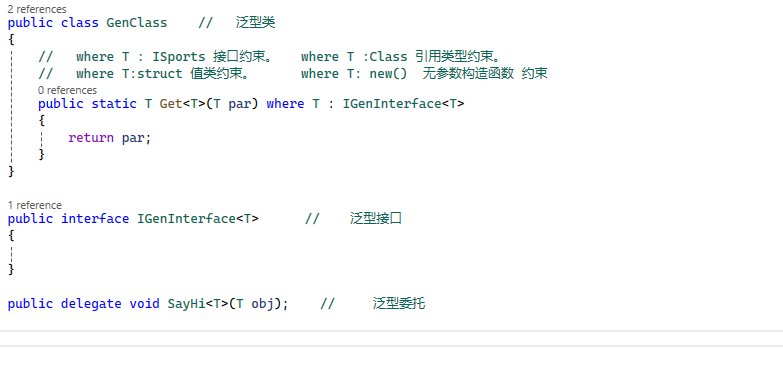 2 references
public class GenClass    //   泛型类
{
    //   where T : ISports 接口约束。   where T :Class 引用类型约束。
    //   where T:struct 值类约束。      where T: new()  无参数构造函数 约束
    0 references
    public static T Get<T>(T par) where T : IGenInterface<T>
    {
        return par;
    }
}
1 reference
public interface IGenInterface<T>      //    泛型接口
{
}
public delegate void SayHi<T>(T obj);    //     泛型委托